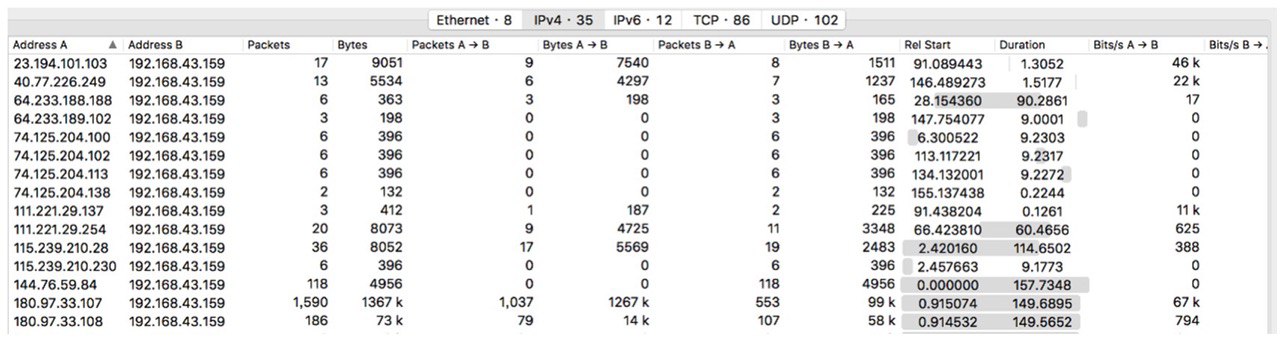 Ethernet · 8 IPv4 · 35 IPv6 · 12 TCP · 86 UDP · 102
Address A Address B Packets Bytes Packets A → B Bytes A → B Packets B → A Bytes B → A Rel Start Duration Bits/s A → B Bits/s B →
23.194.101.103 192.168.43.159 17 9051 9 7540 8 1511 91.089443 1.3052 46 k
40.77.226.249 192.168.43.159 13 5534 6 4297 7 1237 146.489273 1.5177 22 k
64.233.188.188 192.168.43.159 6 363 3 198 3 165 28.154360 90.2861 17
64.233.189.102 192.168.43.159 3 198 0 0 3 198 147.754077 9.0001 0
74.125.204.100 192.168.43.159 6 396 0 0 6 396 6.300522 9.2303 0
74.125.204.102 192.168.43.159 6 396 0 0 6 396 113.117221 9.2317 0
74.125.204.113 192.168.43.159 6 396 0 0 6 396 134.132001 9.2272 0
74.125.204.138 192.168.43.159 2 132 0 0 2 132 155.137438 0.2244 0
111.221.29.137 192.168.43.159 3 412 1 187 2 225 91.438204 0.1261 11 k
111.221.29.254 192.168.43.159 20 8073 9 4725 11 3348 66.423810 60.4656 625
115.239.210.28 192.168.43.159 36 8052 17 5569 19 2483 2.420160 114.6502 388
115.239.210.230 192.168.43.159 6 396 0 0 6 396 2.457663 9.1773 0
144.76.59.84 192.168.43.159 118 4956 0 0 118 4956 0.000000 157.7348 0
180.97.33.107 192.168.43.159 1,590 1367 k 1,037 1267 k 553 99 k 0.915074 149.6895 67 k
180.97.33.108 192.168.43.159 186 73 k 79 14 k 107 58 k 0.914532 149.5652 794